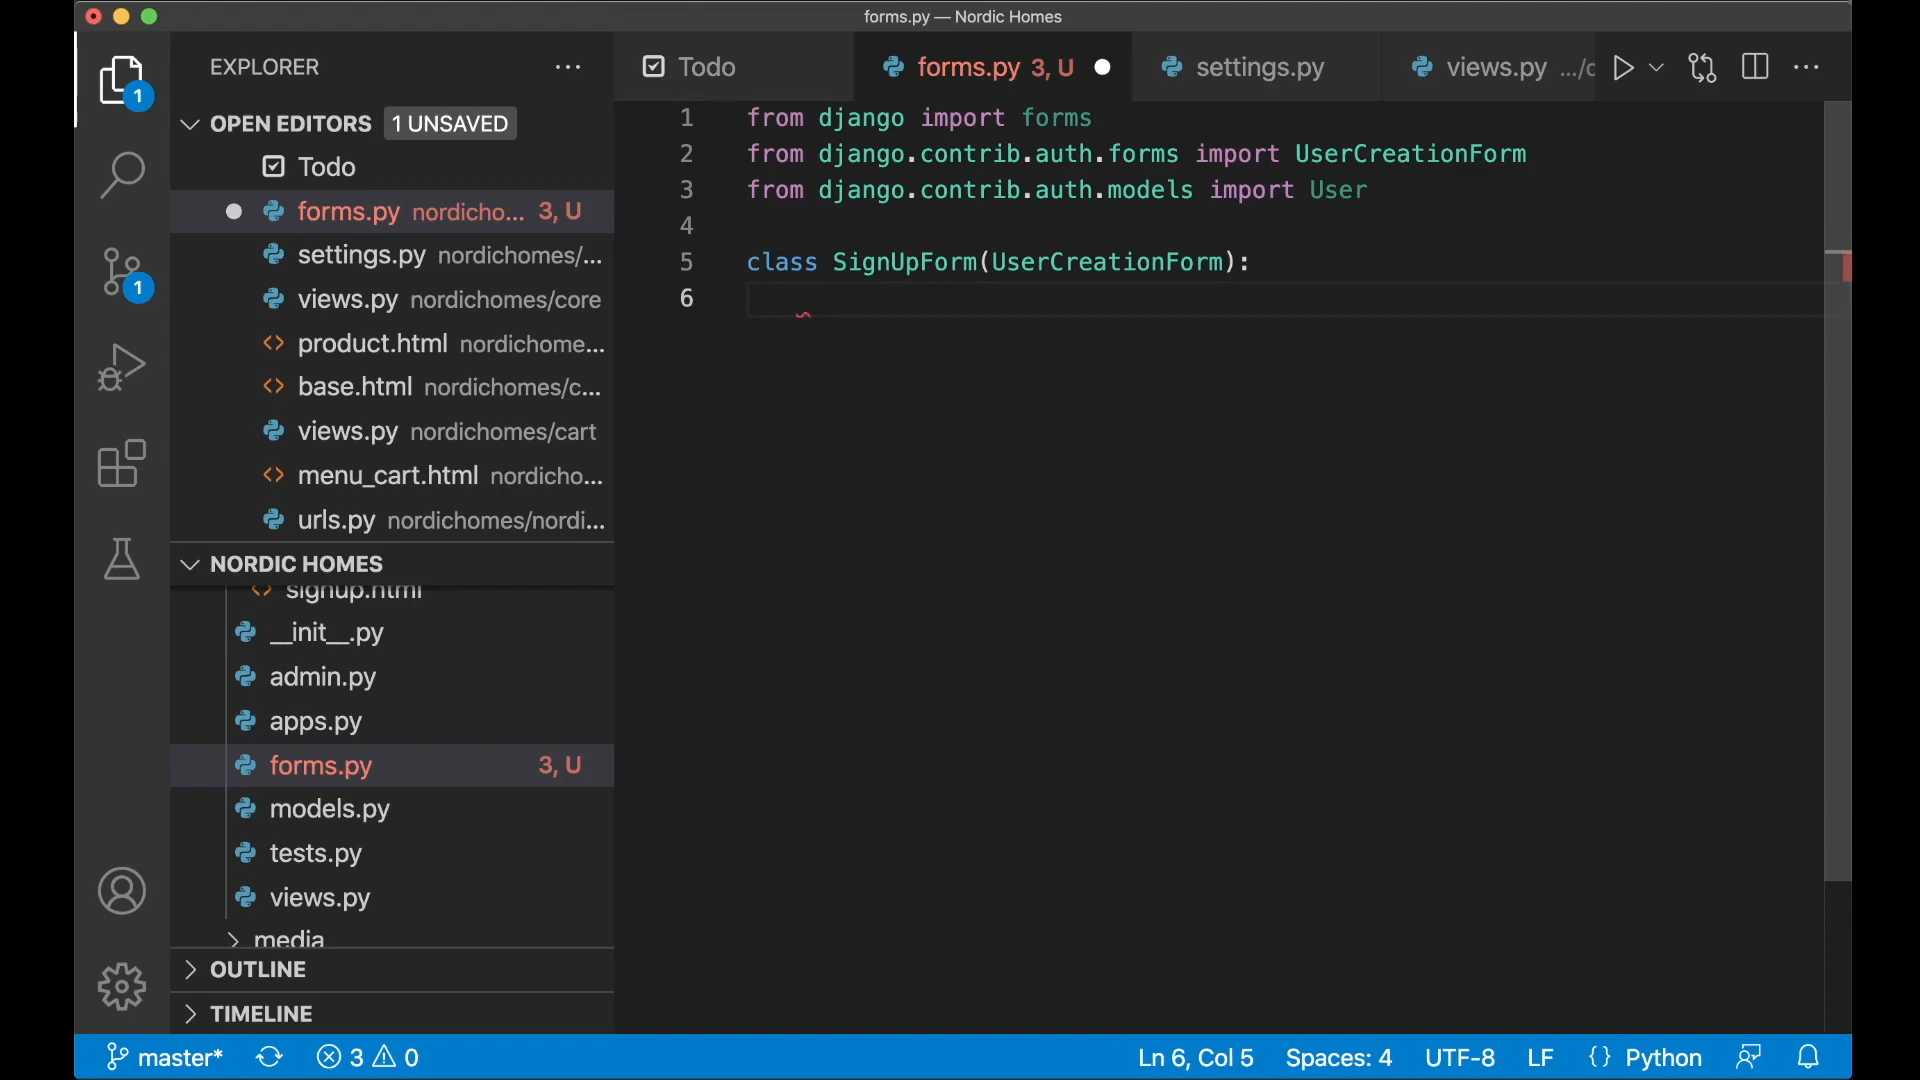 forms.py — Nordic Homes
1
1
EXPLORER
OPEN EDITORS 1 UNSAVED
Todo
forms.py nordicho... 3, U
settings.py nordichomes/...
views.py nordichomes/core
product.html nordichome...
base.html nordichomes/c...
views.py nordichomes/cart
menu_cart.html nordicho...
urls.py nordichomes/nordi...
NORDIC HOMES
signup.html
__init__.py
admin.py
apps.py
forms.py 3, U
models.py
tests.py
views.py
media
OUTLINE
TIMELINE
Todo
forms.py 3, U
settings.py
views.py .../c
1 from django import forms
2 from django.contrib.auth.forms import UserCreationForm
3 from django.contrib.auth.models import User
4
5 class SignUpForm(UserCreationForm):
6
master* 3 0 Ln 6, Col 5 Spaces: 4 UTF-8 LF {} Python